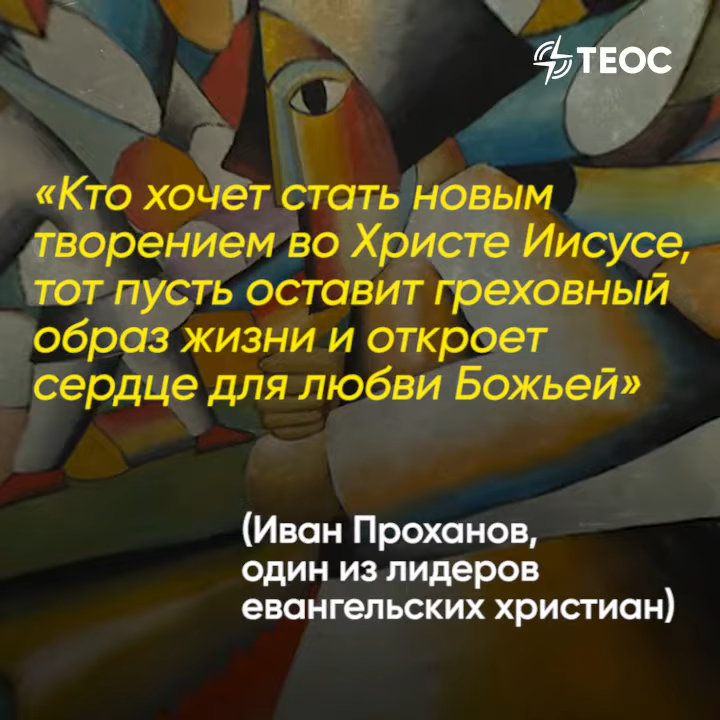 ТЕОС
«Кто хочет стать новым
творением во Христе Иисусе,
тот пусть оставит греховный
образ жизни и откроет
сердце для любви Божьей»
(Иван Проханов,
один из лидеров
евангельских христиан)